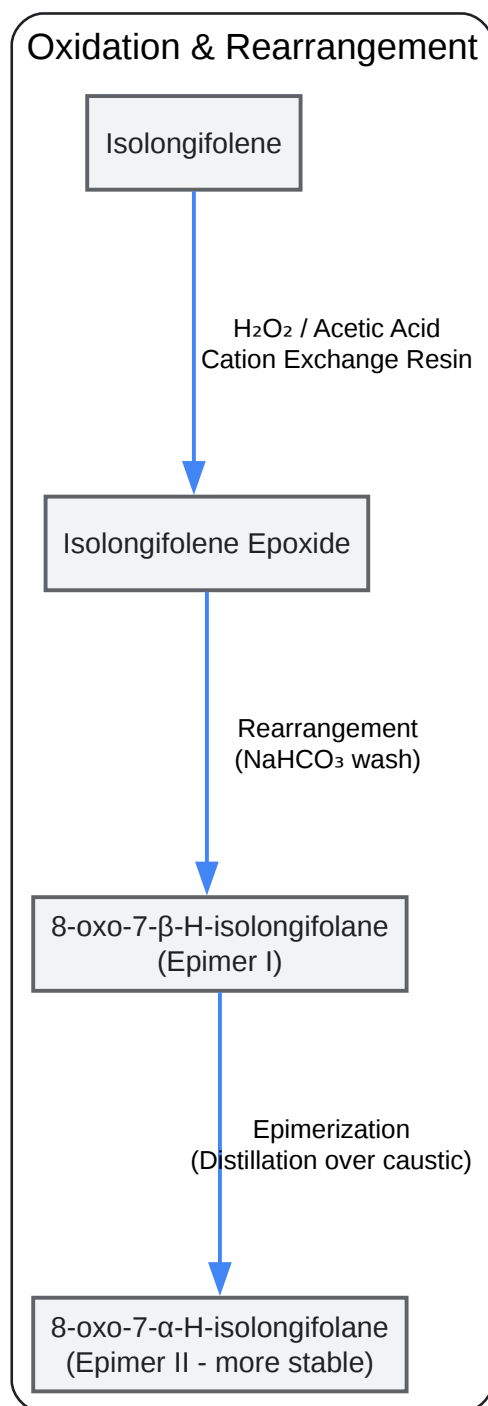 Oxidation & Rearrangement
Isolongifolene
H₂O₂ / Acetic Acid
Cation Exchange Resin
Isolongifolene Epoxide
Rearrangement
(NaHCO₃ wash)
8-oxo-7-β-H-isolongifolane
(Epimer I)
Epimerization
(Distillation over caustic)
8-oxo-7-α-H-isolongifolane
(Epimer II - more stable)